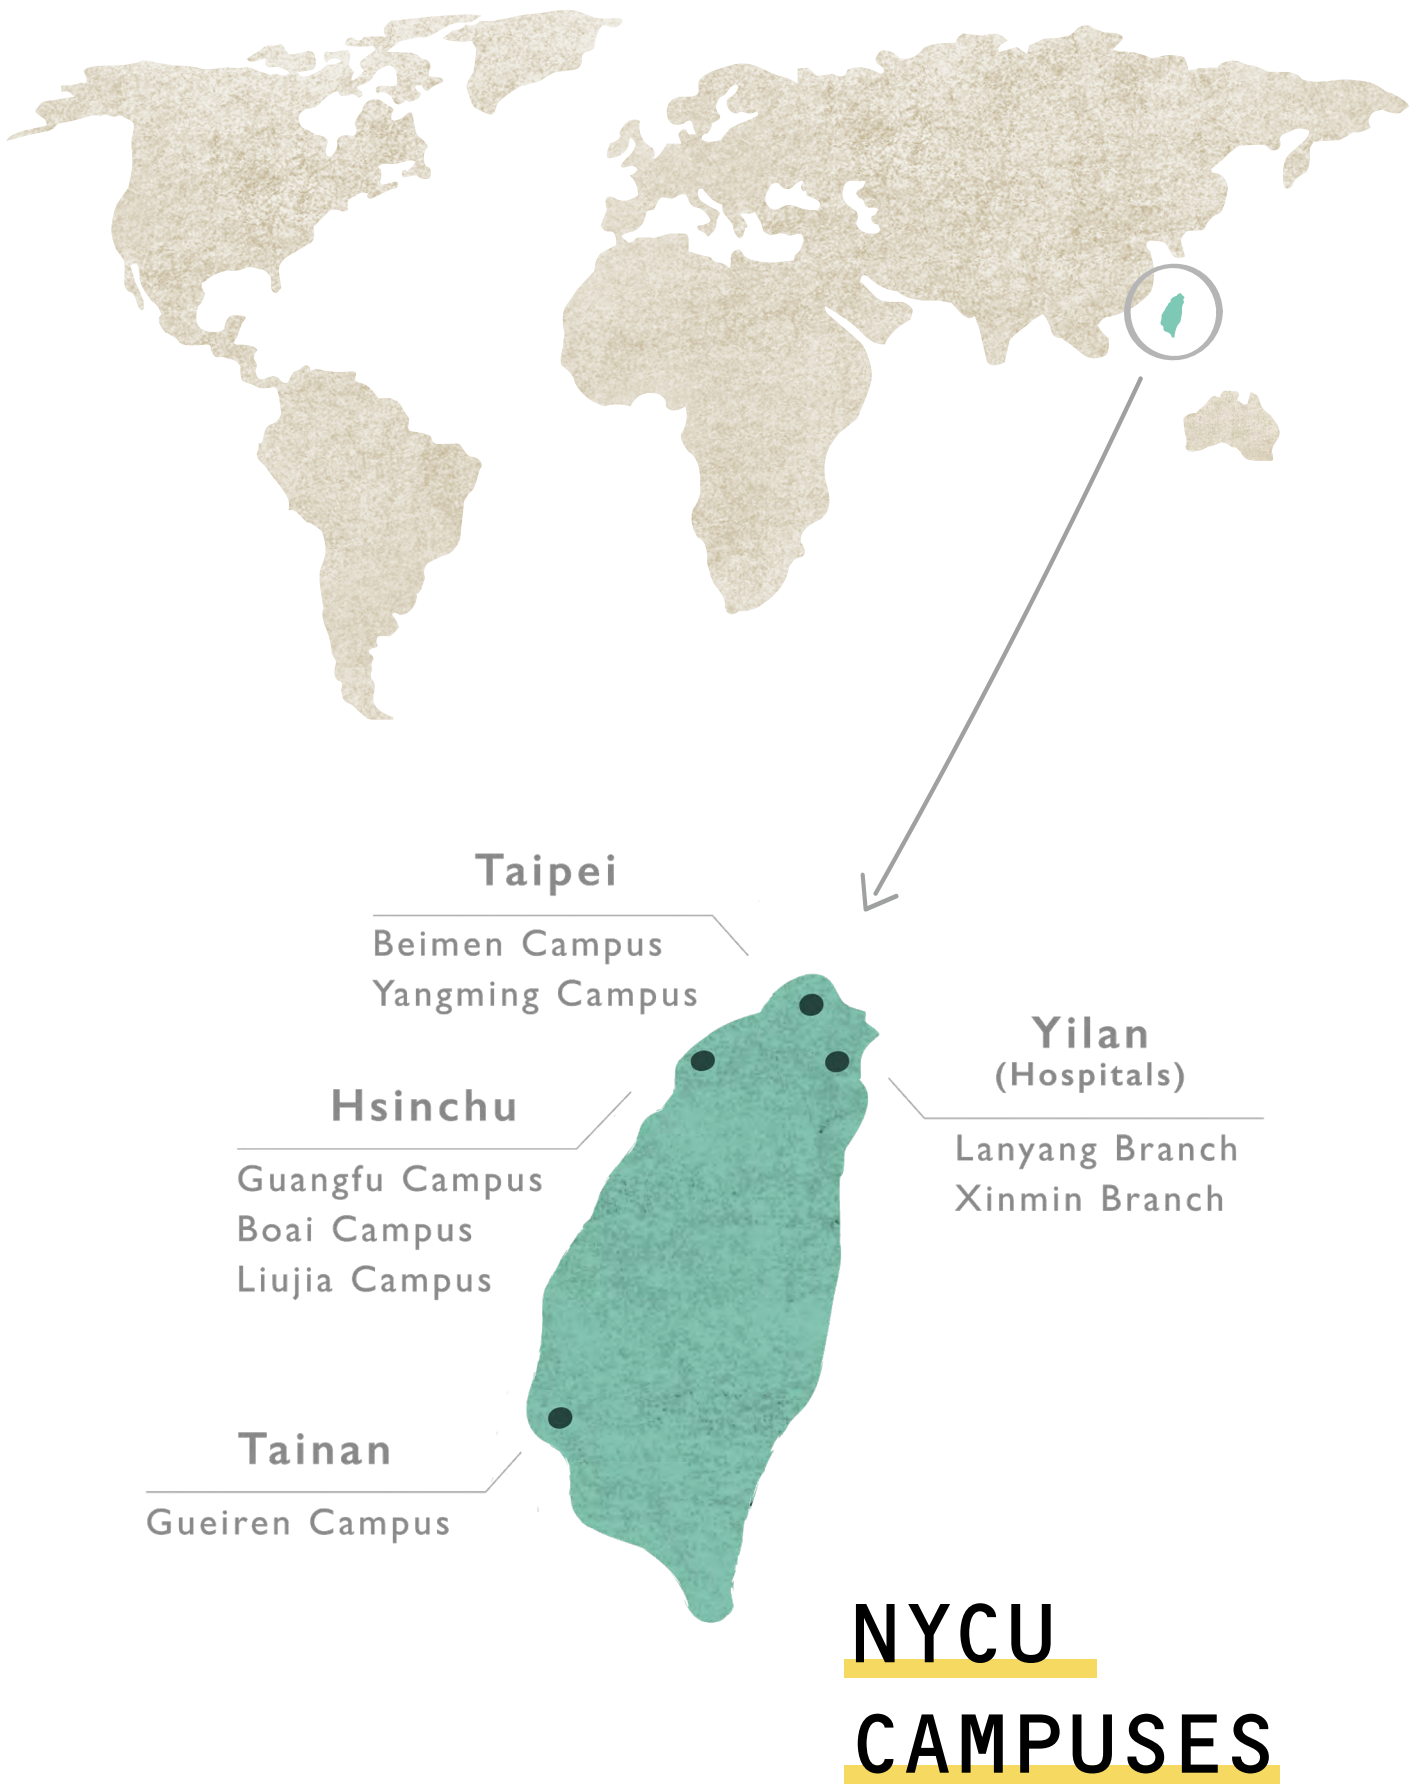 Taipei
Beimen Campus
Yangming Campus
Yilan
(Hospitals)
Lanyang Branch
Xinmin Branch
Hsinchu
Guangfu Campus
Boai Campus
Liujia Campus
Tainan
Gueiren Campus
NYCU
CAMPUSES